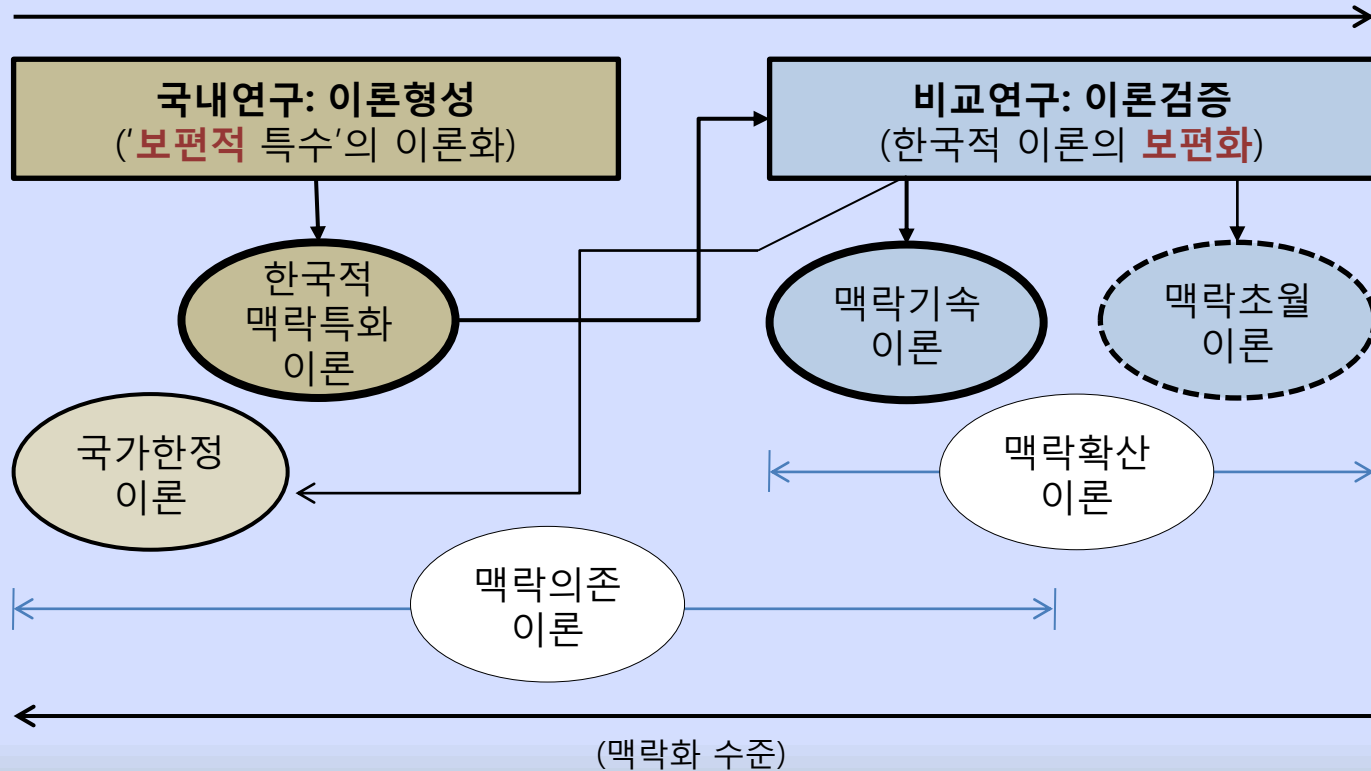 국내연구: 이론형성
(‘보편적 특수’의 이론화)
비교연구: 이론검증
(한국적 이론의 보편화)
한국적
맥락특화
이론
맥락기속
이론
맥락초월
이론
국가한정
이론
맥락확산
이론
맥락의존
이론
(맥락화 수준)